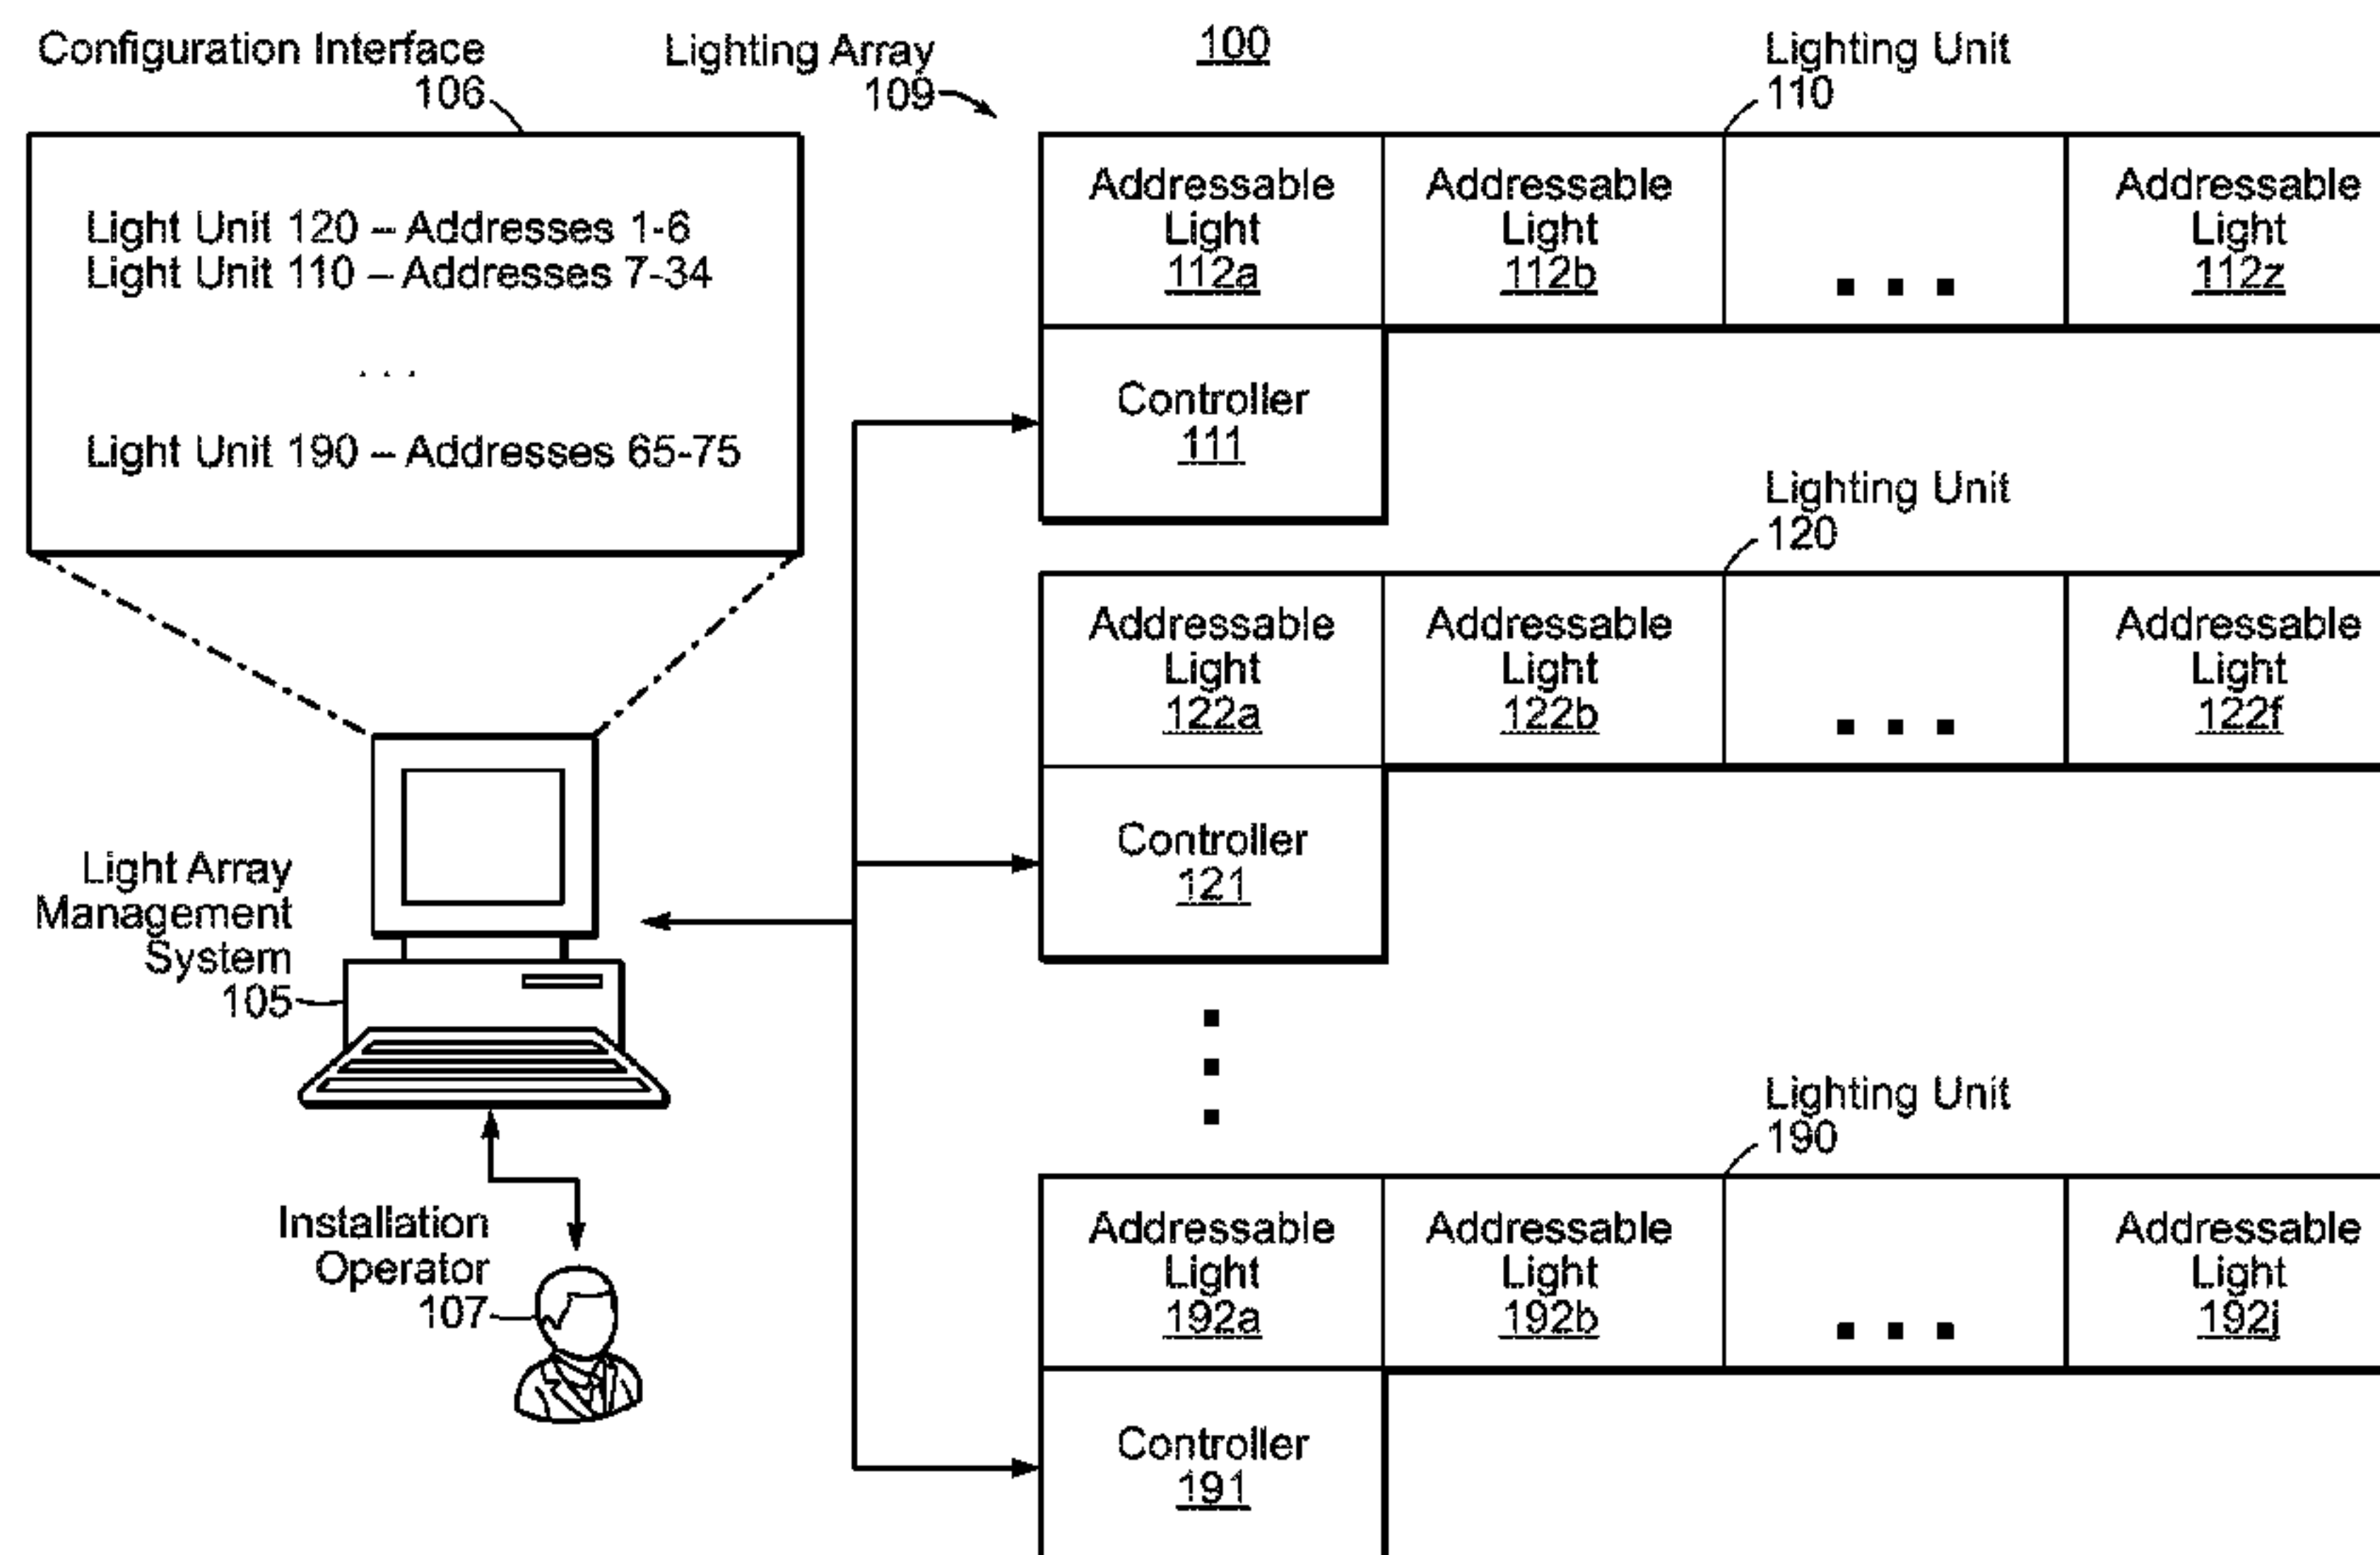 Configuration Interface
106
Lighting Array
109
100
Lighting Unit
110
Light Unit 120 – Addresses 1-6
Light Unit 110 – Addresses 7-34
. . .
Light Unit 190 – Addresses 65-75
Addressable
Light
112a
Addressable
Light
112b
. . .
Addressable
Light
112z
Controller
111
Lighting Unit
120
Addressable
Light
122a
Addressable
Light
122b
. . .
Addressable
Light
122f
Controller
121
Light Array
Management
System
105
Lighting Unit
190
Addressable
Light
192a
Addressable
Light
192b
. . .
Addressable
Light
192j
Controller
191
Installation
Operator
107